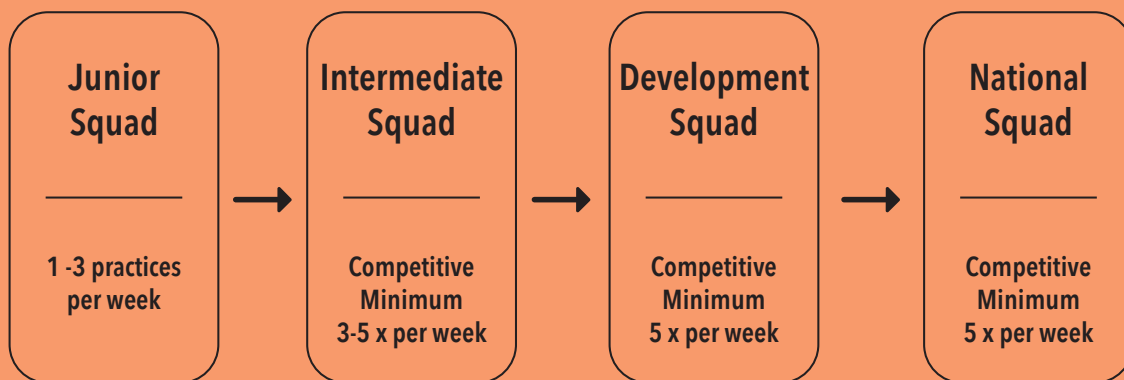 Junior
Squad
1 -3 practices
per week
Intermediate
Squad
Competitive
Minimum
3-5 x per week
Development
Squad
Competitive
Minimum
5 x per week
National
Squad
Competitive
Minimum
5 x per week